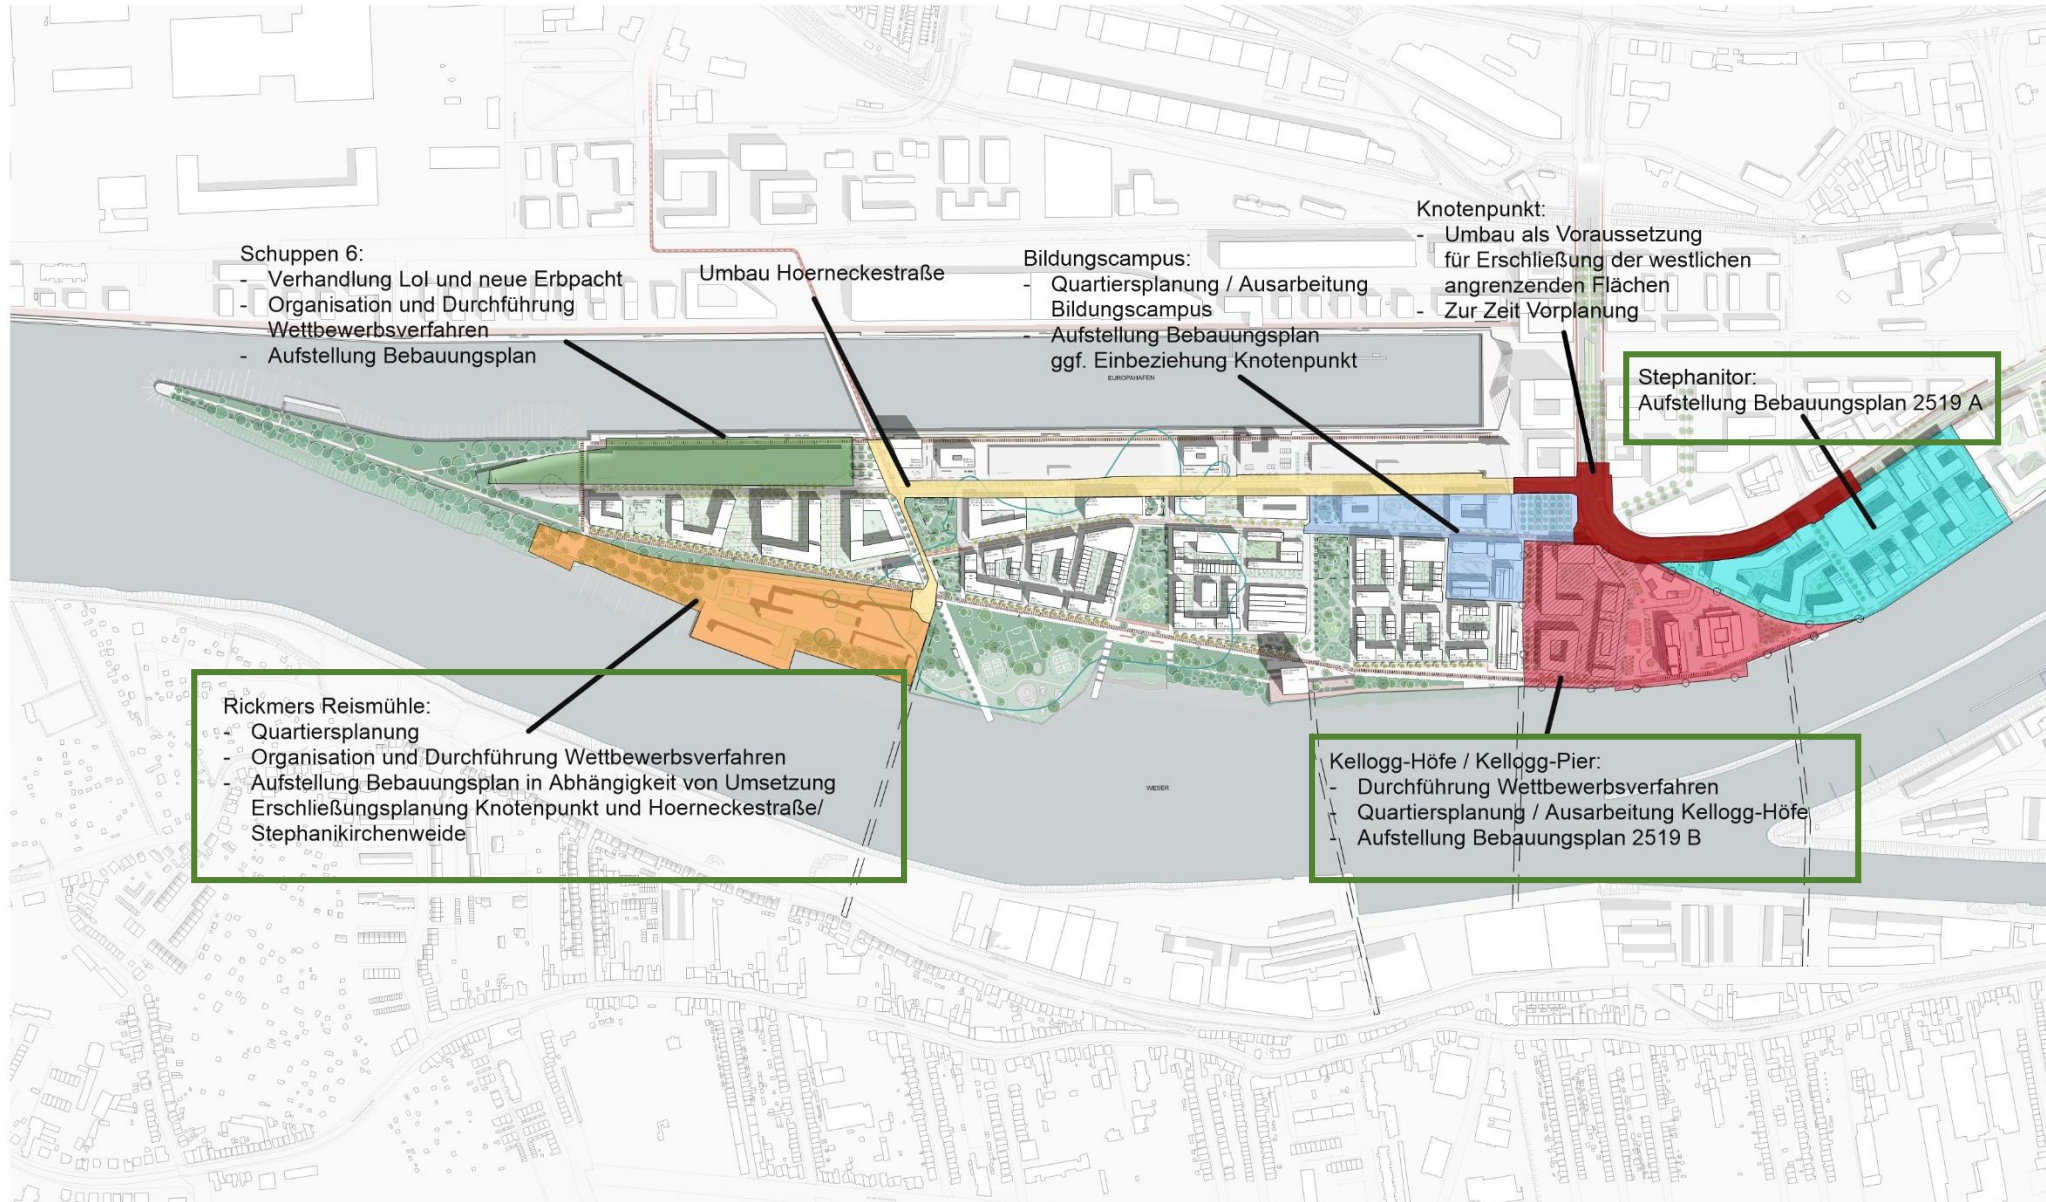 Schuppen 6:
- Verhandlung LoI und neue Erbpacht
- Organisation und Durchführung
Wettbewerbsverfahren
- Aufstellung Bebauungsplan
Umbau Hoerneckestraße
Bildungscampus:
- Quartiersplanung / Ausarbeitung
Bildungscampus
- Aufstellung Bebauungsplan
ggf. Einbeziehung Knotenpunkt
EUROPAHAFEN
Knotenpunkt:
- Umbau als Voraussetzung
für Erschließung der westlichen
angrenzenden Flächen
- Zur Zeit Vorplanung
Stephanitor:
Aufstellung Bebauungsplan 2519 A
Rickmers Reismühle:
- Quartiersplanung
- Organisation und Durchführung Wettbewerbsverfahren
- Aufstellung Bebauungsplan in Abhängigkeit von Umsetzung
Erschließungsplanung Knotenpunkt und Hoerneckestraße/
Stephanikirchenweide
WESER
Kellogg-Höfe / Kellogg-Pier:
- Durchführung Wettbewerbsverfahren
- Quartiersplanung / Ausarbeitung Kellogg-Höfe
- Aufstellung Bebauungsplan 2519 B